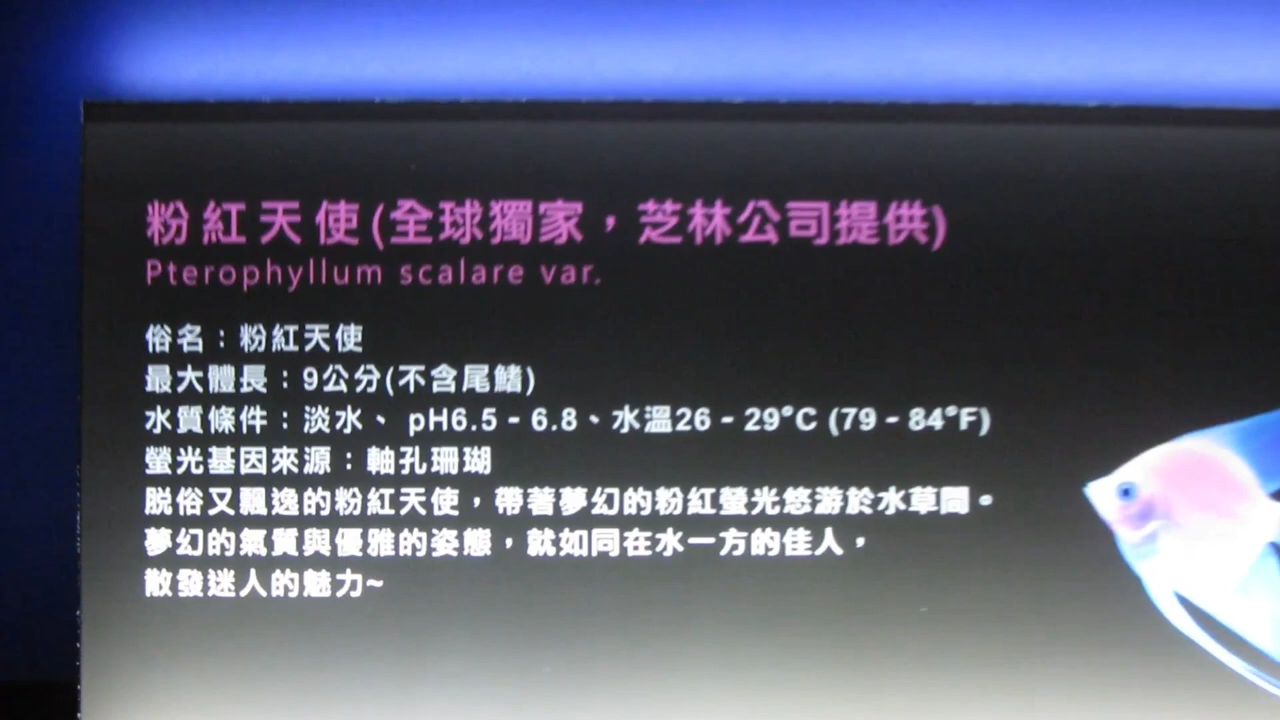 粉紅天使(全球獨家，芝林公司提供)
Pterophyllum scalare var.
俗名：粉紅天使
最大體長：9公分(不含尾鰭)
水質條件：淡水、 pH6.5 - 6.8、水溫26 - 29°C (79 - 84°F)
螢光基因來源：軸孔珊瑚
脫俗又飄逸的粉紅天使，帶著夢幻的粉紅螢光悠游於水草間。
夢幻的氣質與優雅的姿態，就如同在水一方的佳人，
散發迷人的魅力~